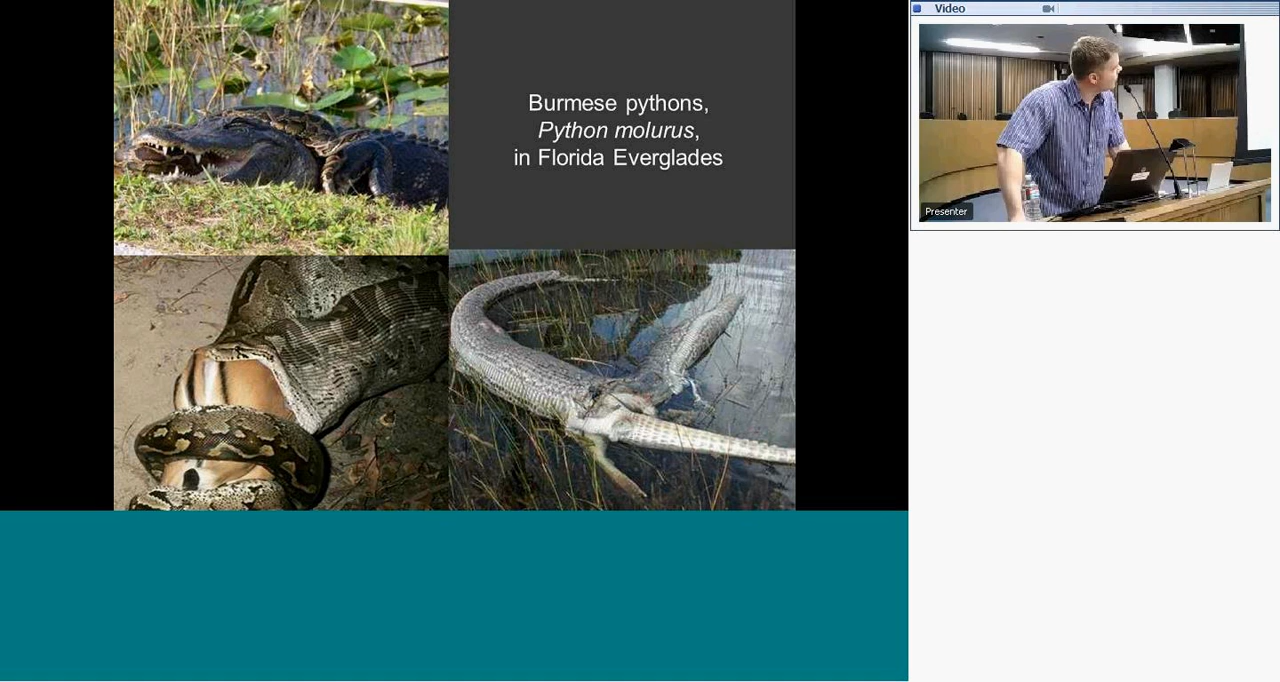 Video
Burmese pythons,
Python molurus,
in Florida Everglades
Presenter